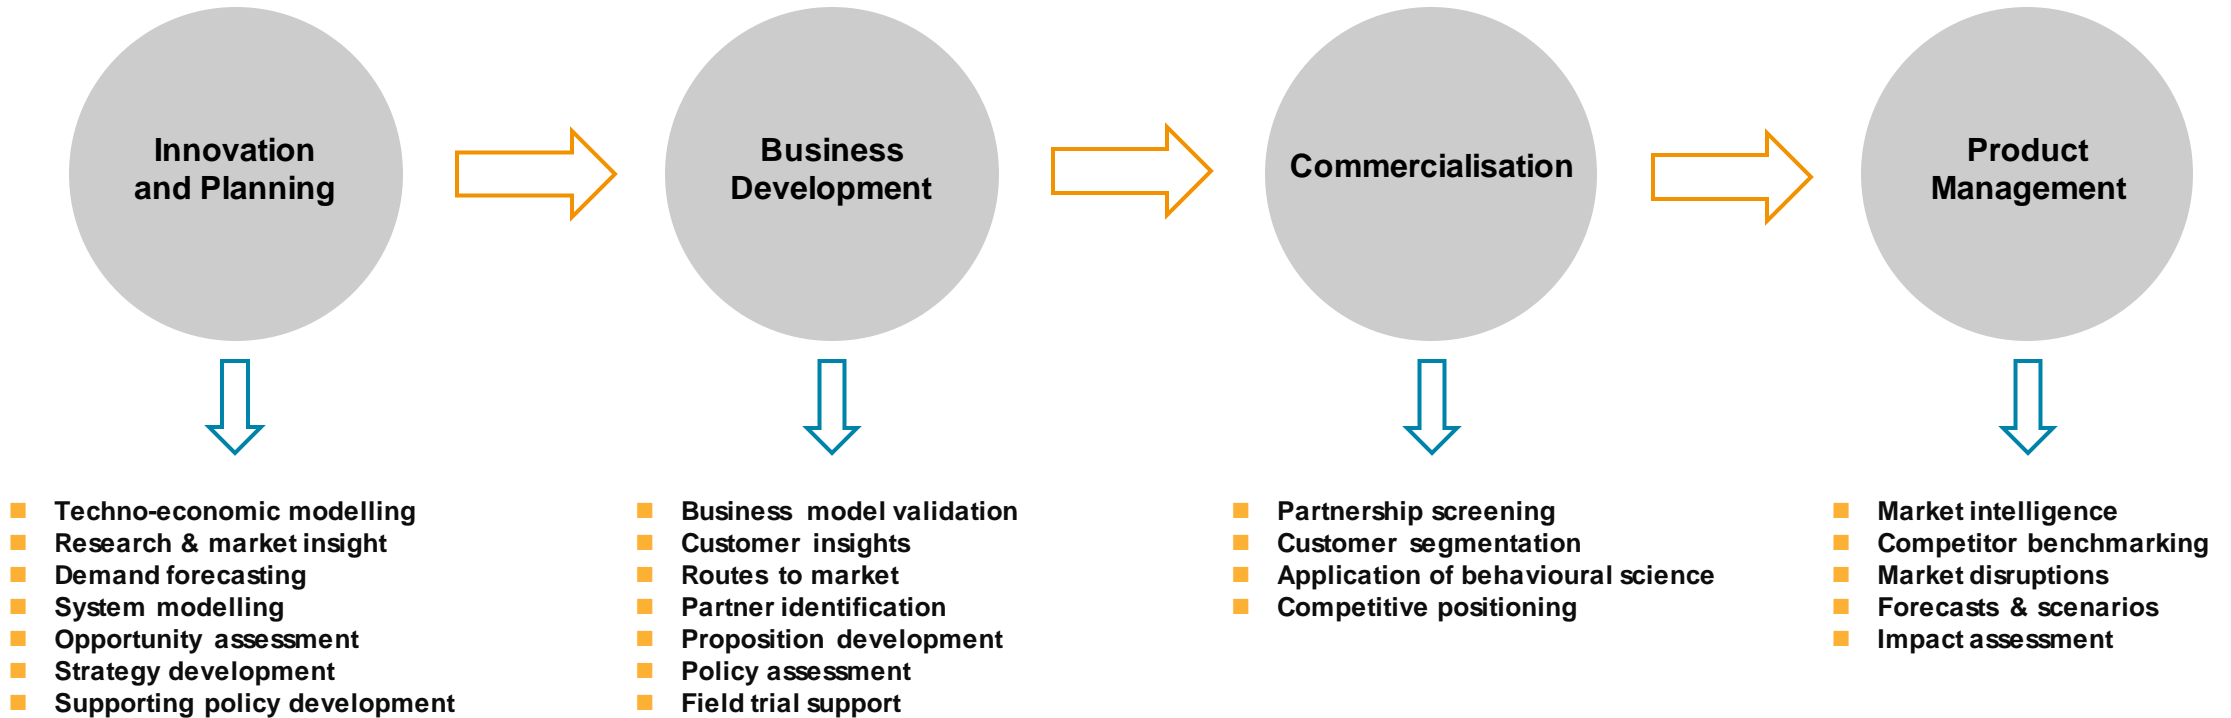 Innovation
and Planning
Business
Development
Commercialisation
Product
Management
Techno-economic modelling
Research & market insight
Demand forecasting
System modelling
Opportunity assessment
Strategy development
Supporting policy development
Business model validation
Customer insights
Routes to market
Partner identification
Proposition development
Policy assessment
Field trial support
Partnership screening
Customer segmentation
Application of behavioural science
Competitive positioning
Market intelligence
Competitor benchmarking
Market disruptions
Forecasts & scenarios
Impact assessment